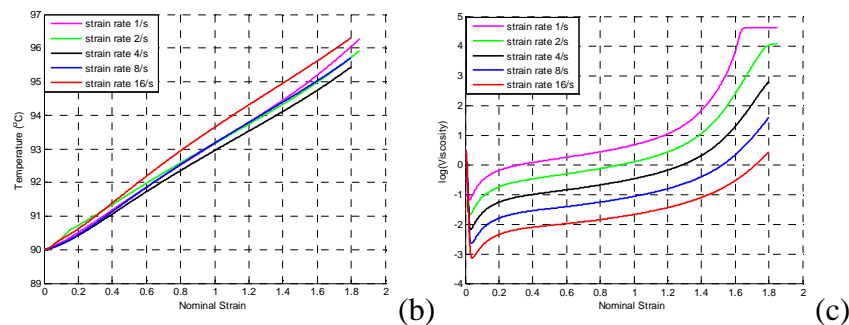 97
96
95
94
93
92
91
90
89
0
0.2
0.4
0.6
0.8
1
1.2
1.4
1.6
1.8
2
Temperature (°C)
Nominal Strain
strain rate 1/s
strain rate 2/s
strain rate 4/s
strain rate 8/s
strain rate 16/s
(b)
5
4
3
2
1
0
-1
-2
-3
-4
0
0.2
0.4
0.6
0.8
1
1.2
1.4
1.6
1.8
2
log(Viscosity)
Nominal Strain
strain rate 1/s
strain rate 2/s
strain rate 4/s
strain rate 8/s
strain rate 16/s
(c)